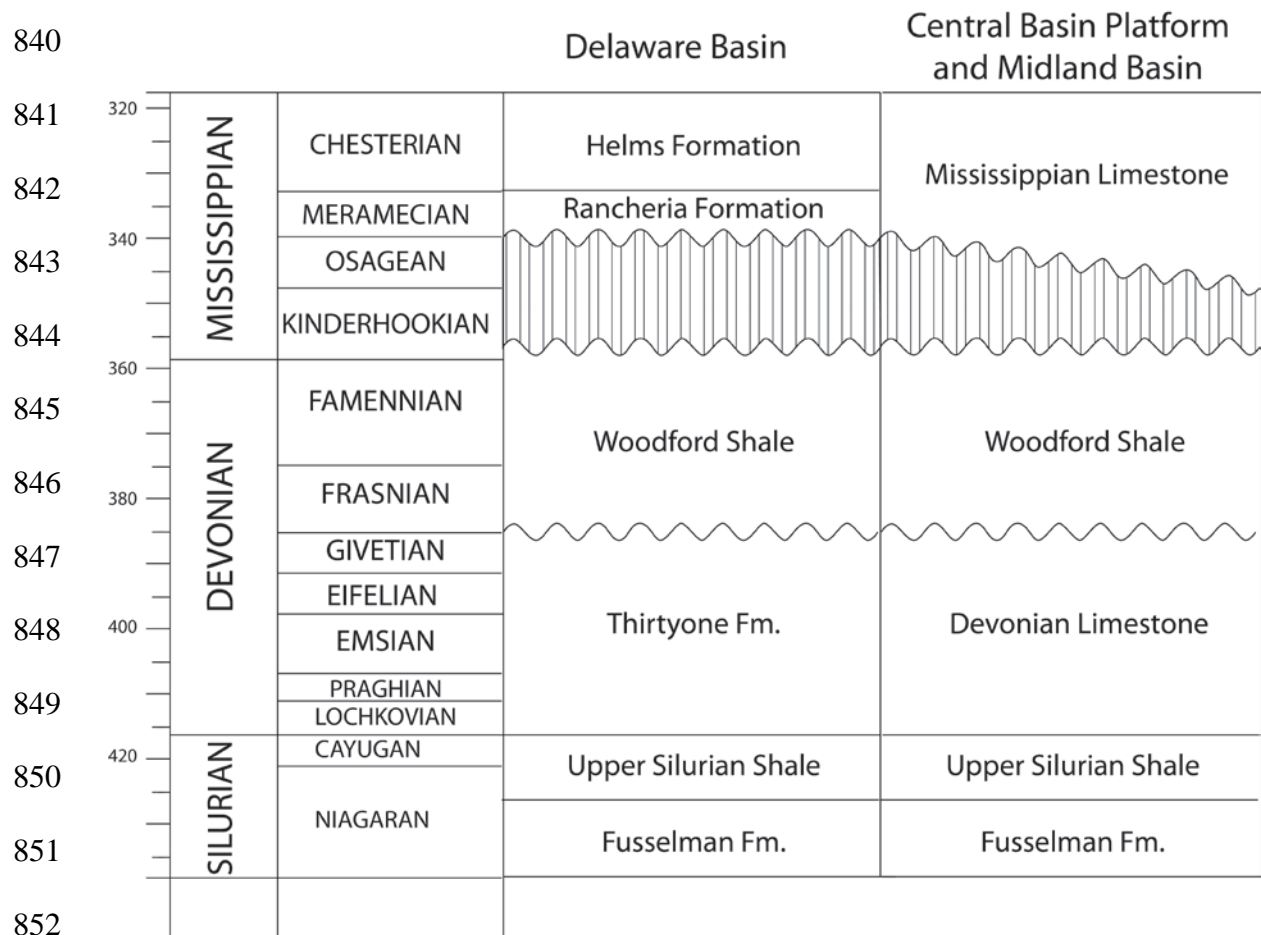 840
Delaware Basin
Central Basin Platform
and Midland Basin
841
320
MISSISSIPPIAN
CHESTERIAN
Helms Formation
Mississippian Limestone
842
MERAMECIAN
Rancheria Formation
340
843
OSAGEAN
844
KINDERHOOKIAN
360
845
DEVONIAN
FAMENNIAN
Woodford Shale
Woodford Shale
846
380
FRASNIAN
847
GIVETIAN
EIFELIAN
848
400
EMSIAN
Thirtyone Fm.
Devonian Limestone
PRAGHIAN
849
LOCHKOVIAN
420
SILURIAN
CAYUGAN
850
Upper Silurian Shale
Upper Silurian Shale
NIAGARAN
851
Fusselman Fm.
Fusselman Fm.
852